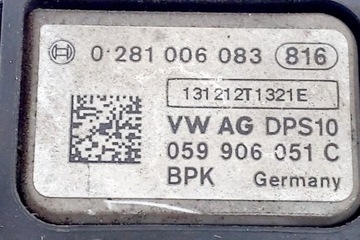 0 281 006 083 816
131212T1321E
VW AG DPS10
059 906 051 C
BPK Germany